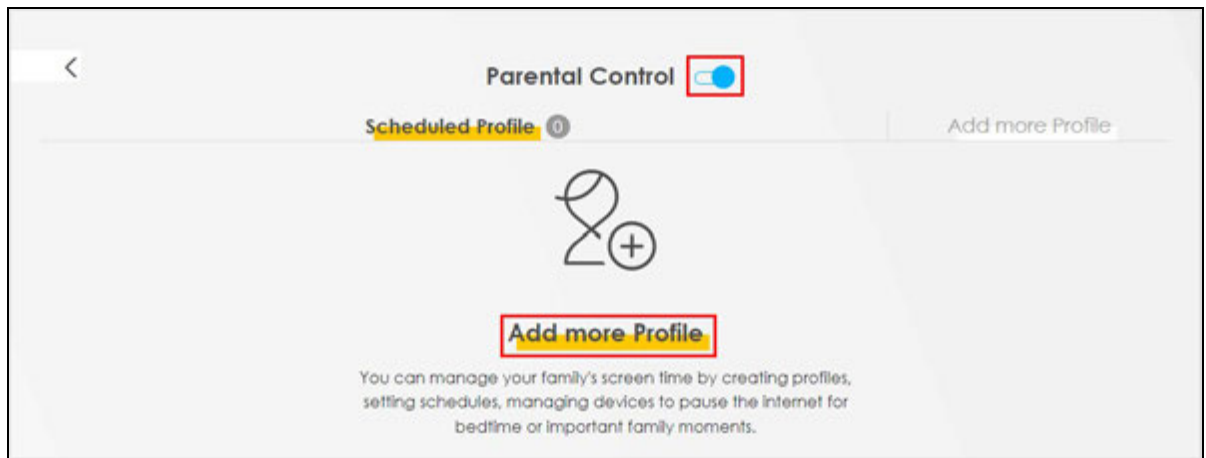 Parental Control
Scheduled Profile 0
Add more Profile
Add more Profile
You can manage your family's screen time by creating profiles,
setting schedules, managing devices to pause the internet for
bedtime or important family moments.